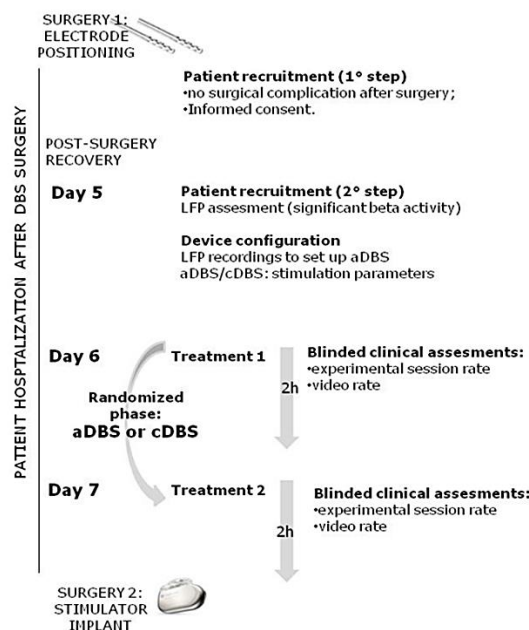 SURGERY 1:
ELECTRODE
POSITIONING
Patient recruitment (1° step)
•no surgical complication after surgery;
•Informed consent.
PATIENT HOSPTALIZATION AFTER DBS SURGERY
POST-SURGERY
RECOVERY
Day 5
Patient recruitment (2° step)
LFP assesment (significant beta activity)
Device configuration
LFP recordings to set up aDBS
aDBS/cDBS: stimulation parameters
Day 6
Treatment 1
2h
Blinded clinical assesments:
•experimental session rate
•video rate
Randomized
phase:
aDBS or cDBS
Day 7
Treatment 2
2h
Blinded clinical assesments:
•experimental session rate
•video rate
SURGERY 2:
STIMULATOR
IMPLANT